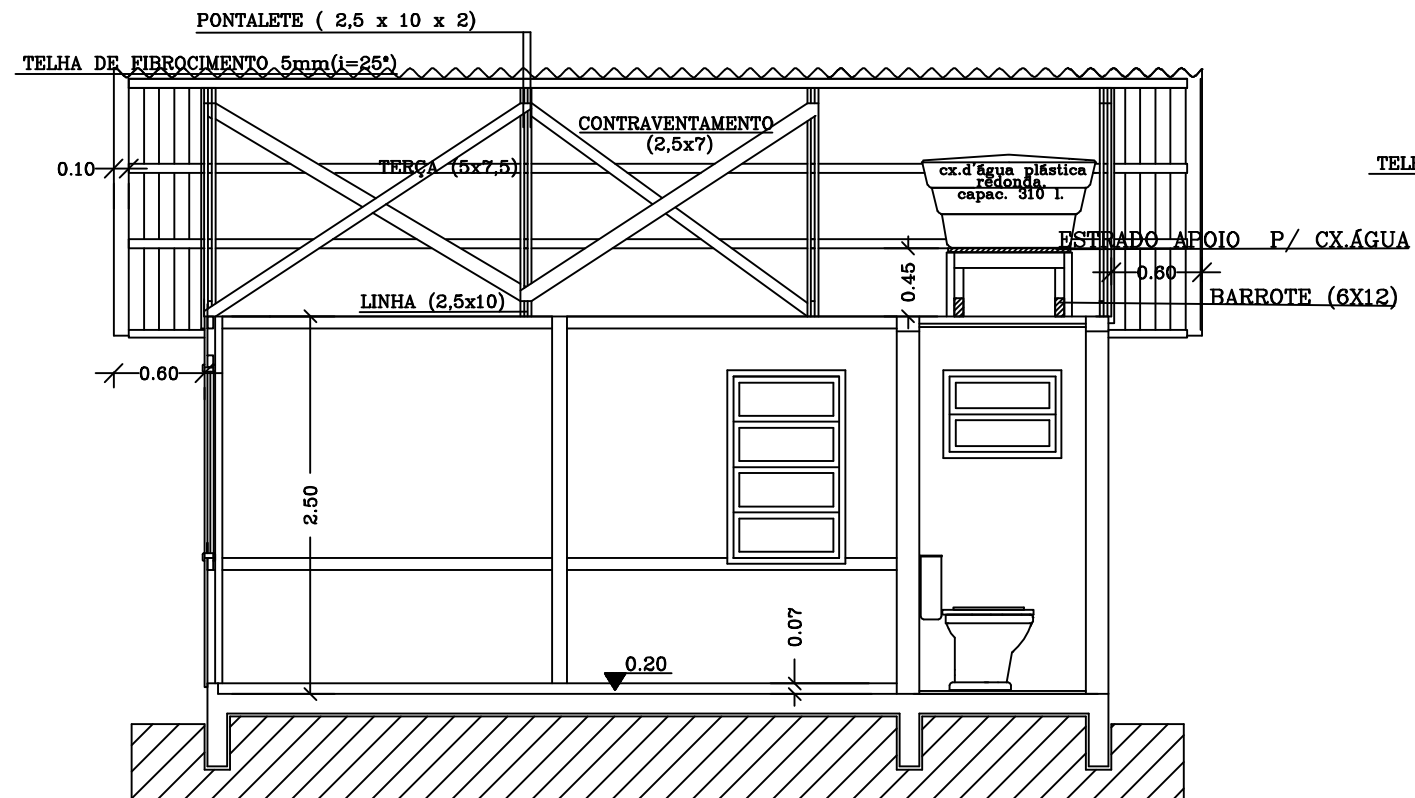 PONTALETE ( 2,5 x 10 x 2)
TELHA DE FIBROCIMENTO 5mm(i=25°)
CONTRAVENTAMENTO
(2,5x7)
0.10
TERÇA (5x7,5)
TELH
cx.d'água plástica
redonda.
capac. 310 l.
ESTRADO APOIO P/ CX.ÁGUA
0.45
0.60
LINHA (2,5x10)
BARROTE (6X12)
0.60
2.50
0.07
0.20